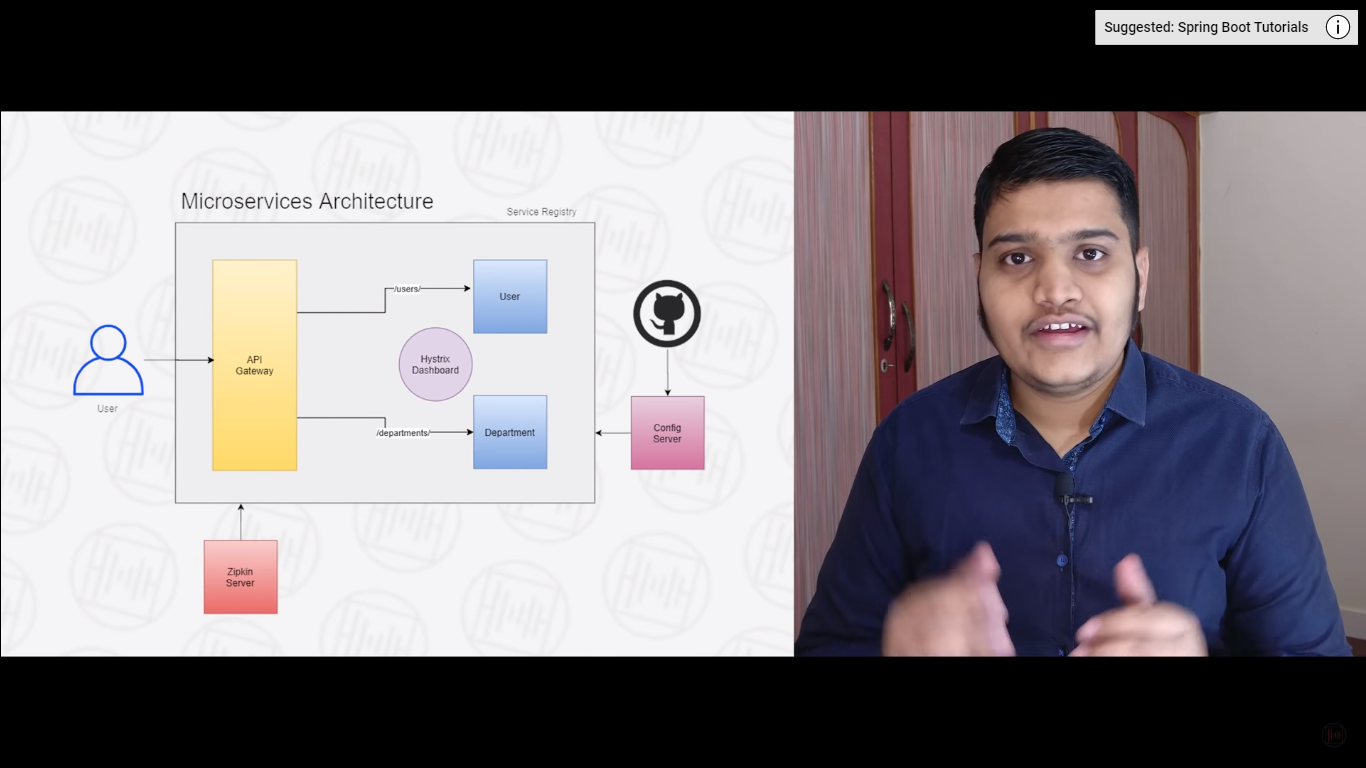 Suggested: Spring Boot Tutorials
Microservices Architecture
Service Registry
/users/
User
API
Gateway
Hystrix
Dashboard
User
/departments/
Department
Config
Server
Zipkin
Server